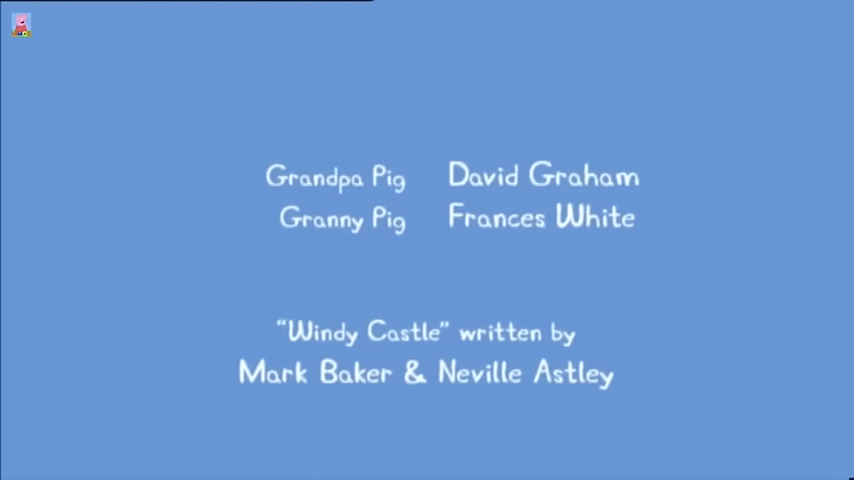 Grandpa Pig David Graham
Granny Pig Frances White
“Windy Castle” written by
Mark Baker & Neville Astley